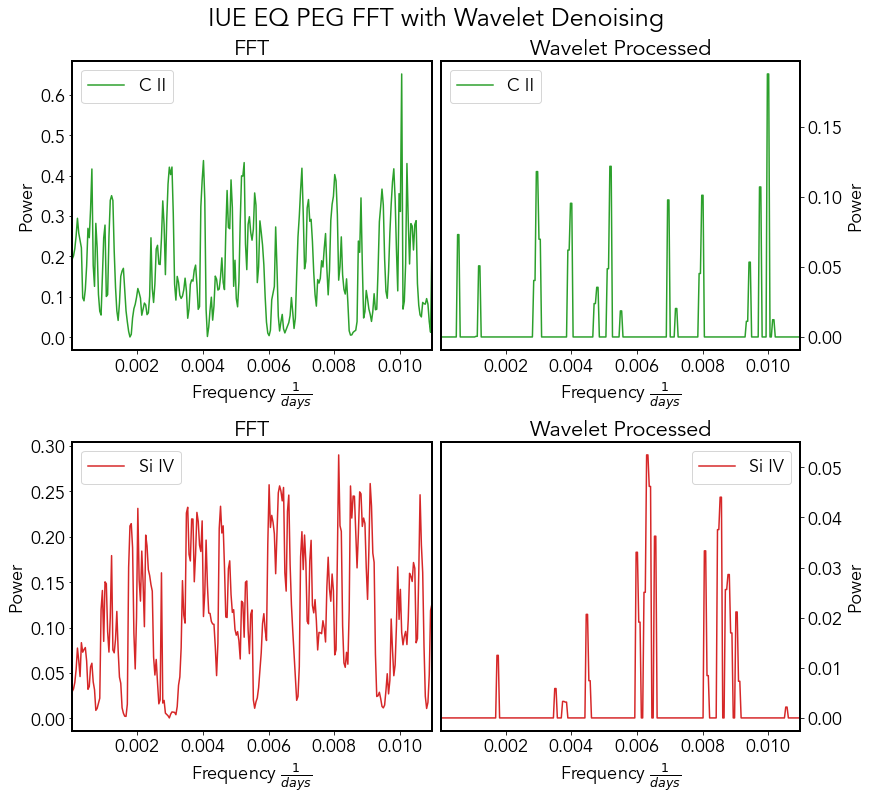 IUE EQ PEG FFT with Wavelet Denoising
FFT
Wavelet Processed
C II
C II
0.6
0.5
0.4
0.3
0.2
0.1
0.0
Power
0.15
0.10
0.05
0.00
Power
0.002 0.004 0.006 0.008 0.010
0.002 0.004 0.006 0.008 0.010
Frequency 1/days
Frequency 1/days
FFT
Wavelet Processed
Si IV
Si IV
0.30
0.25
0.20
0.15
0.10
0.05
0.00
Power
0.05
0.04
0.03
0.02
0.01
0.00
Power
0.002 0.004 0.006 0.008 0.010
0.002 0.004 0.006 0.008 0.010
Frequency 1/days
Frequency 1/days